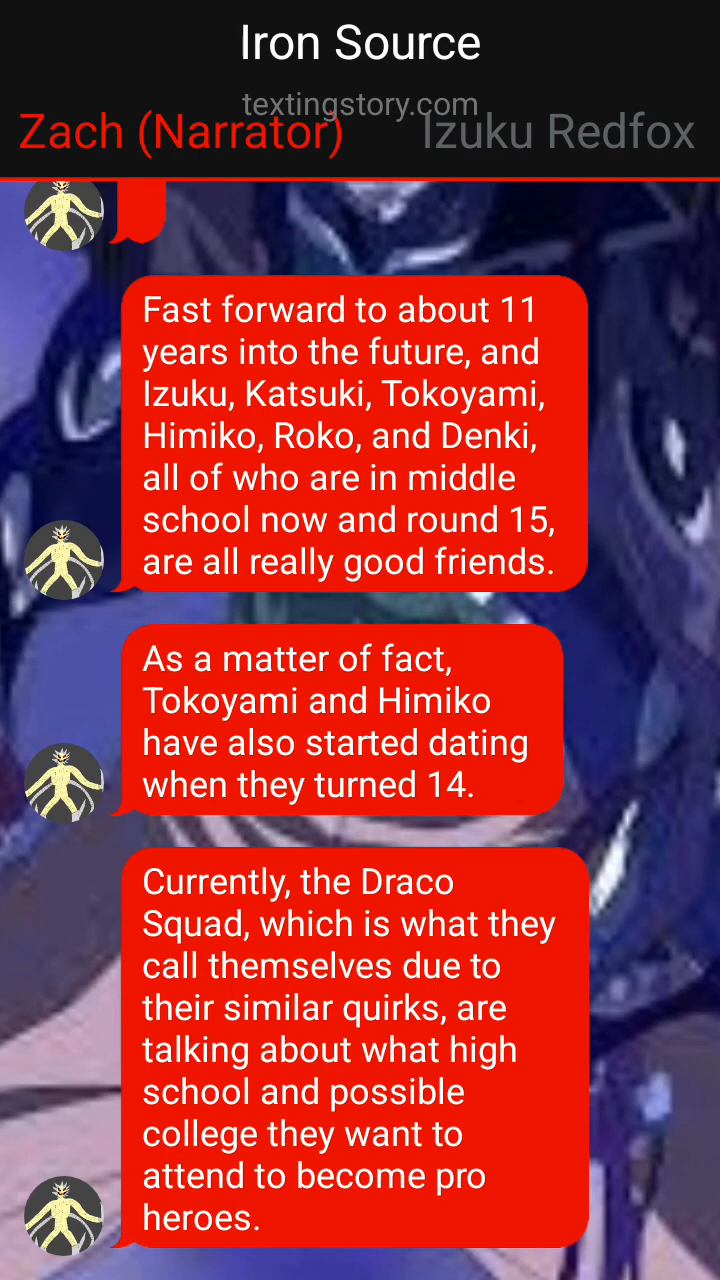 Iron Source
textingstory.com
Zach (Narrator) Izuku Redfox
Fast forward to about 11
years into the future, and
Izuku, Katsuki, Tokoyami,
Himiko, Roko, and Denki,
all of who are in middle
school now and round 15,
are all really good friends.
As a matter of fact,
Tokoyami and Himiko
have also started dating
when they turned 14.
Currently, the Draco
Squad, which is what they
call themselves due to
their similar quirks, are
talking about what high
school and possible
college they want to
attend to become pro
heroes.